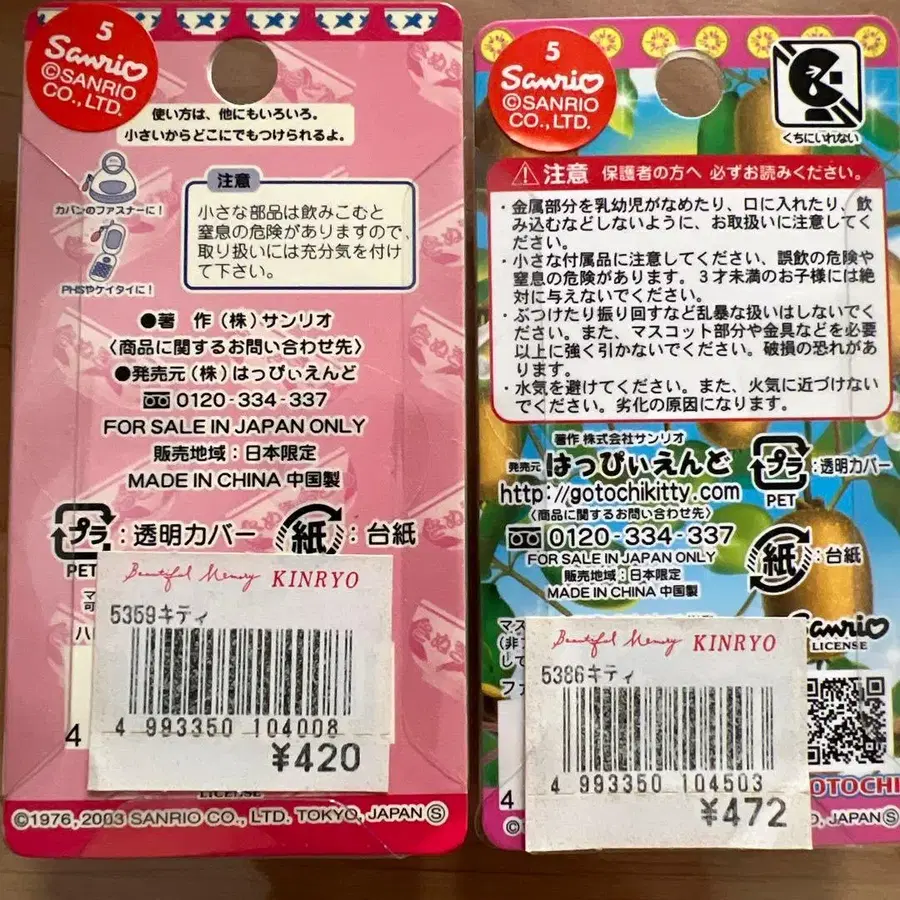 5
Sanrio
©SANRIO
CO., LTD.
使い方は、他にもいろいろ。
小さいからどこにでもつけられるよ。
カバンのファスナーに!
PHSやケイタイに!
注意
小さな部品は飲みこむと
窒息の危険がありますので、
取り扱いには充分気を付け
て下さい。
●著 作(株)サンリオ
〈商品に関するお問い合わせ先〉
●発売元(株)はっぴぃえんど
0120-334-337
FOR SALE IN JAPAN ONLY
販売地域:日本限定
MADE IN CHINA 中国製
プラ:透明カバー
PET
紙:台紙
Beautiful Memory KINRYO
5359キティ
4 993350 104008
¥420
4
LICENSE
©1976, 2003 SANRIO CO., LTD. TOKYO, JAPAN Ⓢ
5
Sanrio
©SANRIO
CO., LTD.
くちにいれない
注意 保護者の方へ 必ずお読みください。
・金属部分を乳幼児がなめたり、口に入れたり、飲
み込むなどしないように、お取扱いに注意してく
ださい。
・小さな付属品に注意してください、誤飲の危険や
窒息の危険があります。3才未満のお子様には絶
対に与えないでください。
・ぶつけたり振り回すなど乱暴な扱いはしないでく
ださい。また、マスコット部分や金具などを必要
以上に強く引かないでください。破損の恐れがあ
ります。
・水気を避けてください。また、火気に近づけない
でください。劣化の原因になります。
著作 株式会社サンリオ
発売元 はっぴぃえんど
http://gotochikitty.com
〈商品に関するお問い合わせ先〉
0120-334-337
FOR SALE IN JAPAN ONLY
販売地域:日本限定
MADE IN CHINA 中国製
プラ:透明カバー
PET
紙:台紙
Sanrio
LICENSE
Beautiful Memory KINRYO
5386キティ
4 993350 104503
¥472
4
OTOCHI